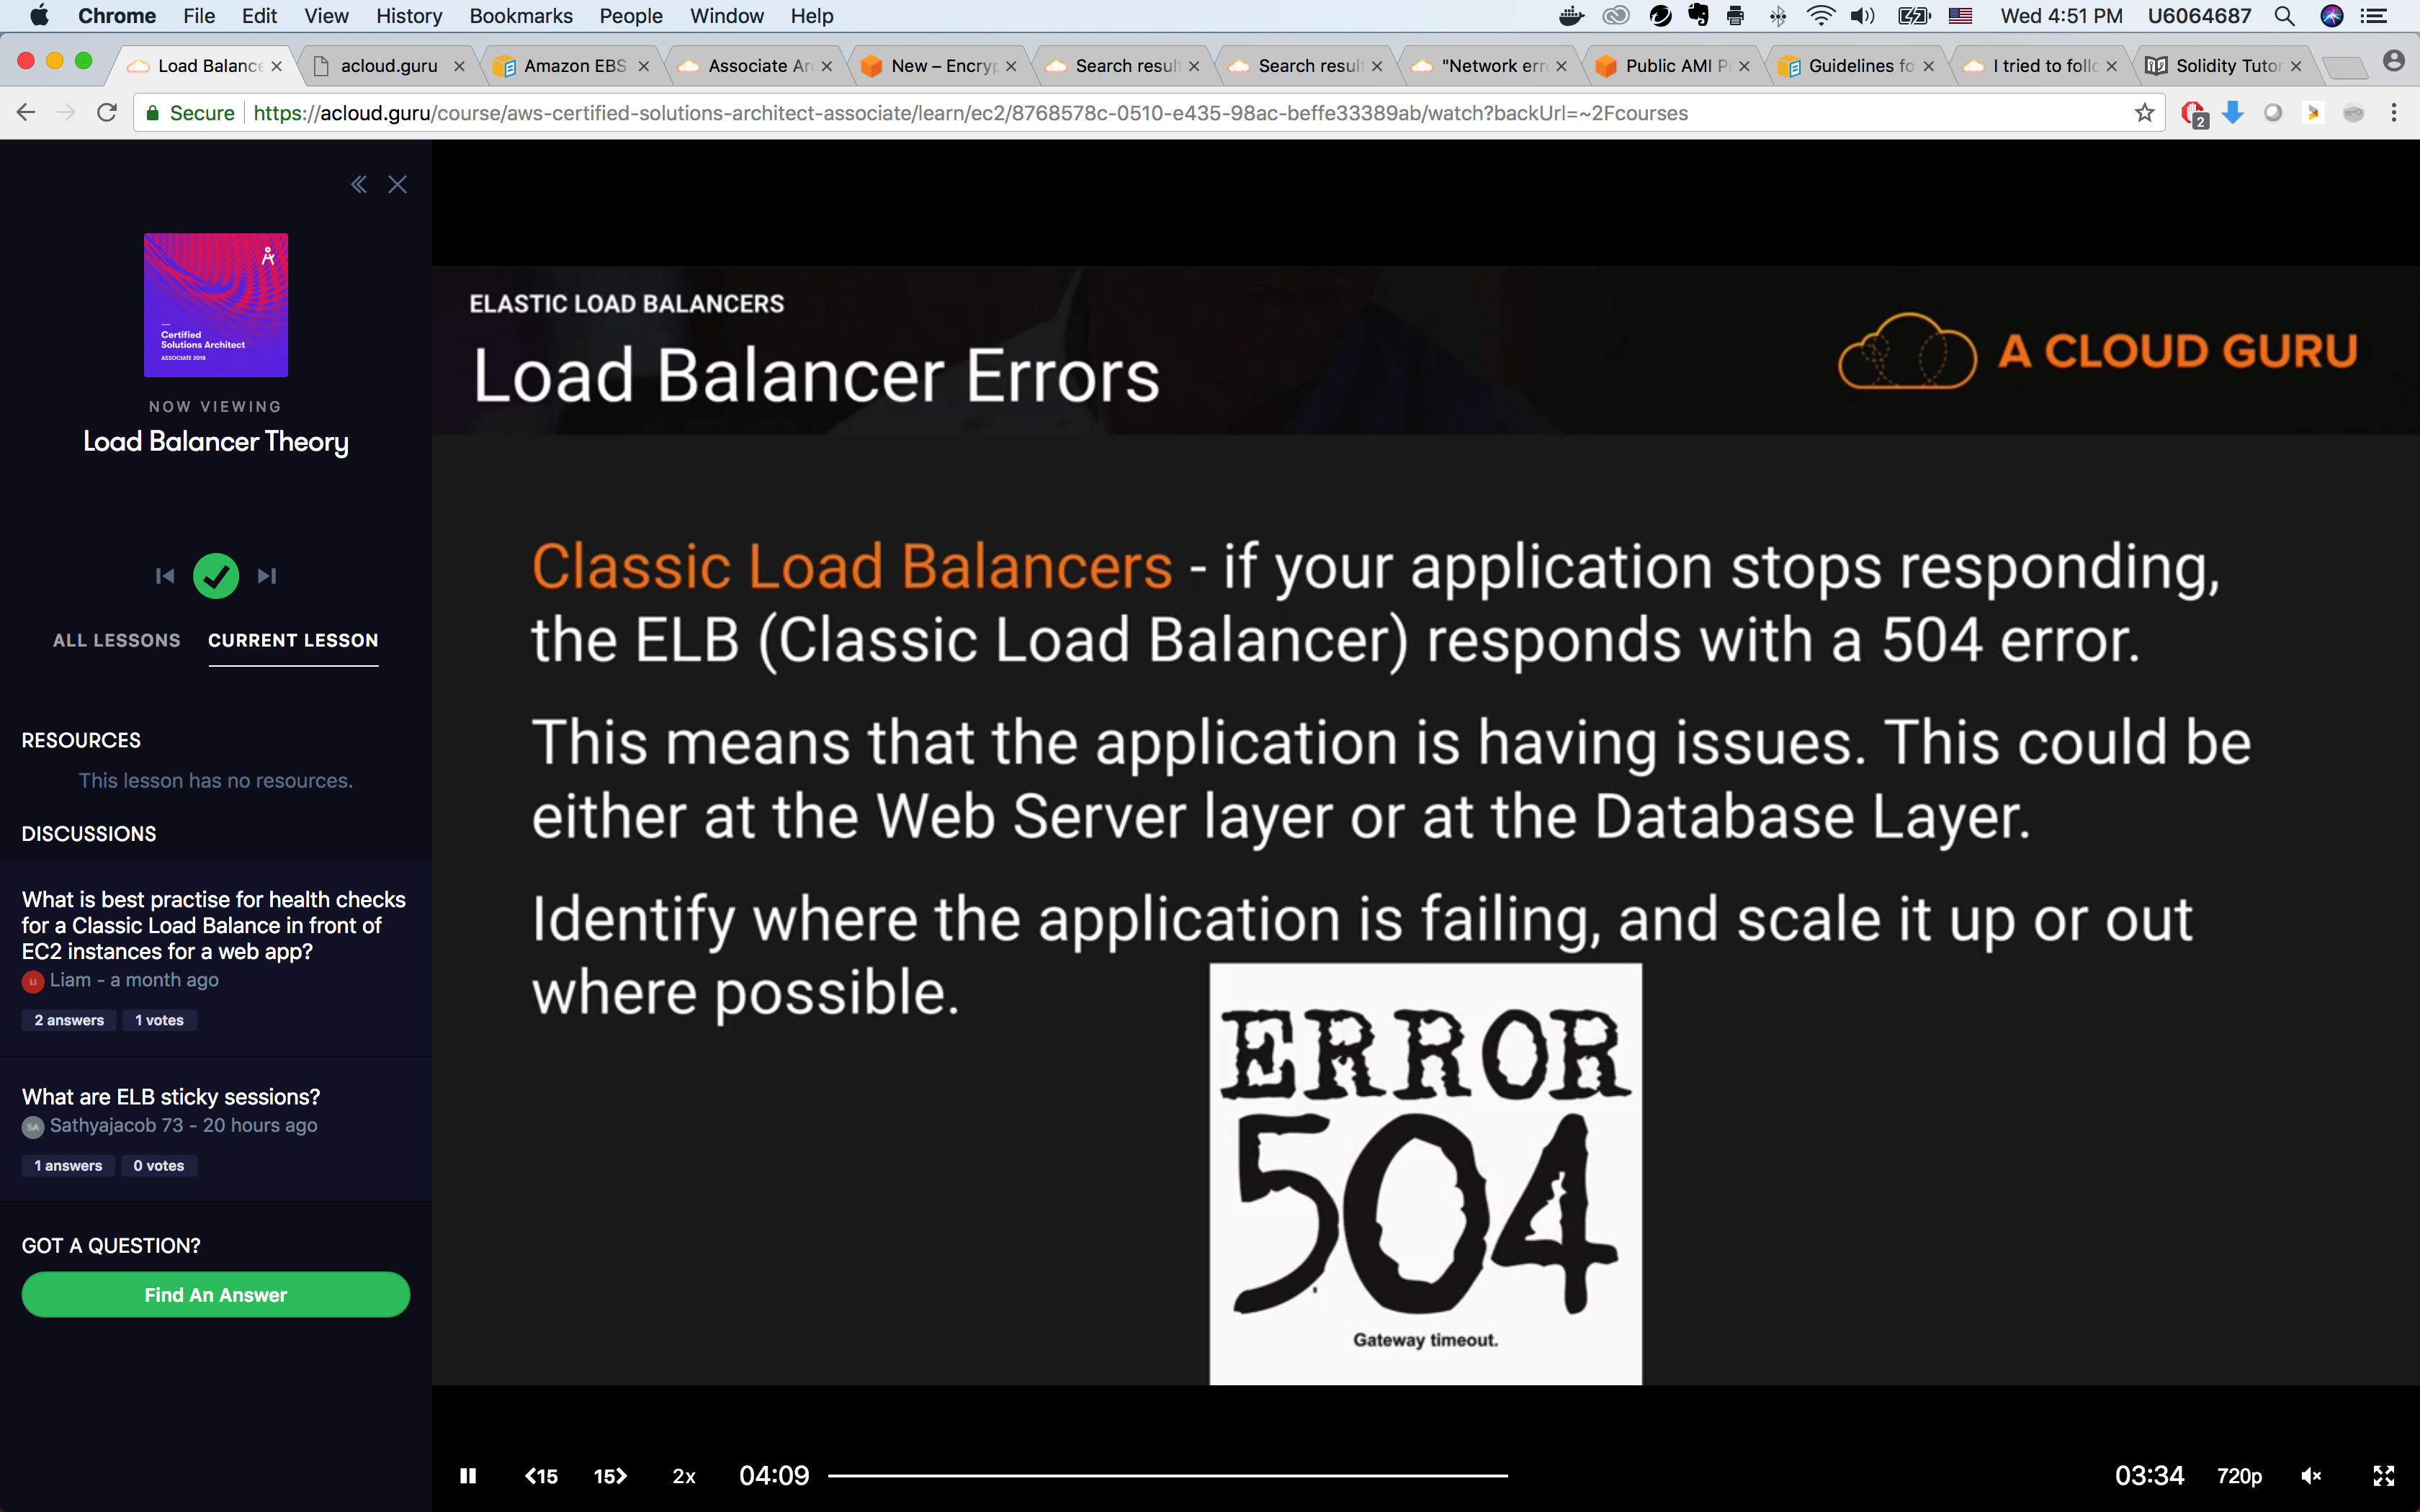 Chrome File Edit View History Bookmarks People Window Help Wed 4:51 PM U6064687
Load Balance acloud.guru Amazon EBS Associate Ar New – Encryp Search result Search result "Network erro Public AMI P Guidelines fo I tried to follo Solidity Tutor
Secure https://acloud.guru/course/aws-certified-solutions-architect-associate/learn/ec2/8768578c-0510-e435-98ac-beffe33389ab/watch?backUrl=~2Fcourses
2
Certified
Solutions Architect
ASSOCIATE 2018
NOW VIEWING
Load Balancer Theory
ALL LESSONS CURRENT LESSON
RESOURCES
This lesson has no resources.
DISCUSSIONS
What is best practise for health checks
for a Classic Load Balance in front of
EC2 instances for a web app?
LI Liam - a month ago
2 answers 1 votes
What are ELB sticky sessions?
SA Sathyajacob 73 - 20 hours ago
1 answers 0 votes
GOT A QUESTION?
Find An Answer
ELASTIC LOAD BALANCERS
Load Balancer Errors
A CLOUD GURU
Classic Load Balancers - if your application stops responding,
the ELB (Classic Load Balancer) responds with a 504 error.
This means that the application is having issues. This could be
either at the Web Server layer or at the Database Layer.
Identify where the application is failing, and scale it up or out
where possible.
ERROR
504
Gateway timeout.
15 15 2x 04:09 03:34 720p